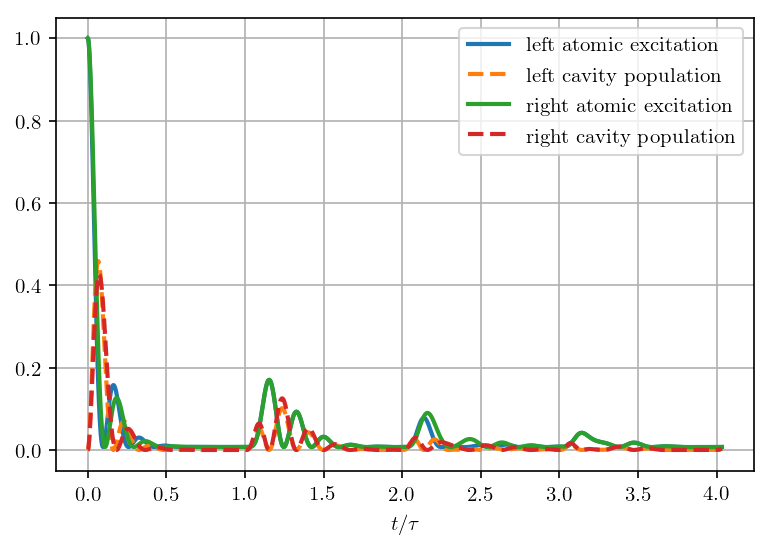 1.0
0.8
0.6
0.4
0.2
0.0
left atomic excitation
left cavity population
right atomic excitation
right cavity population
0.0 0.5 1.0 1.5 2.0 2.5 3.0 3.5 4.0
t/τ